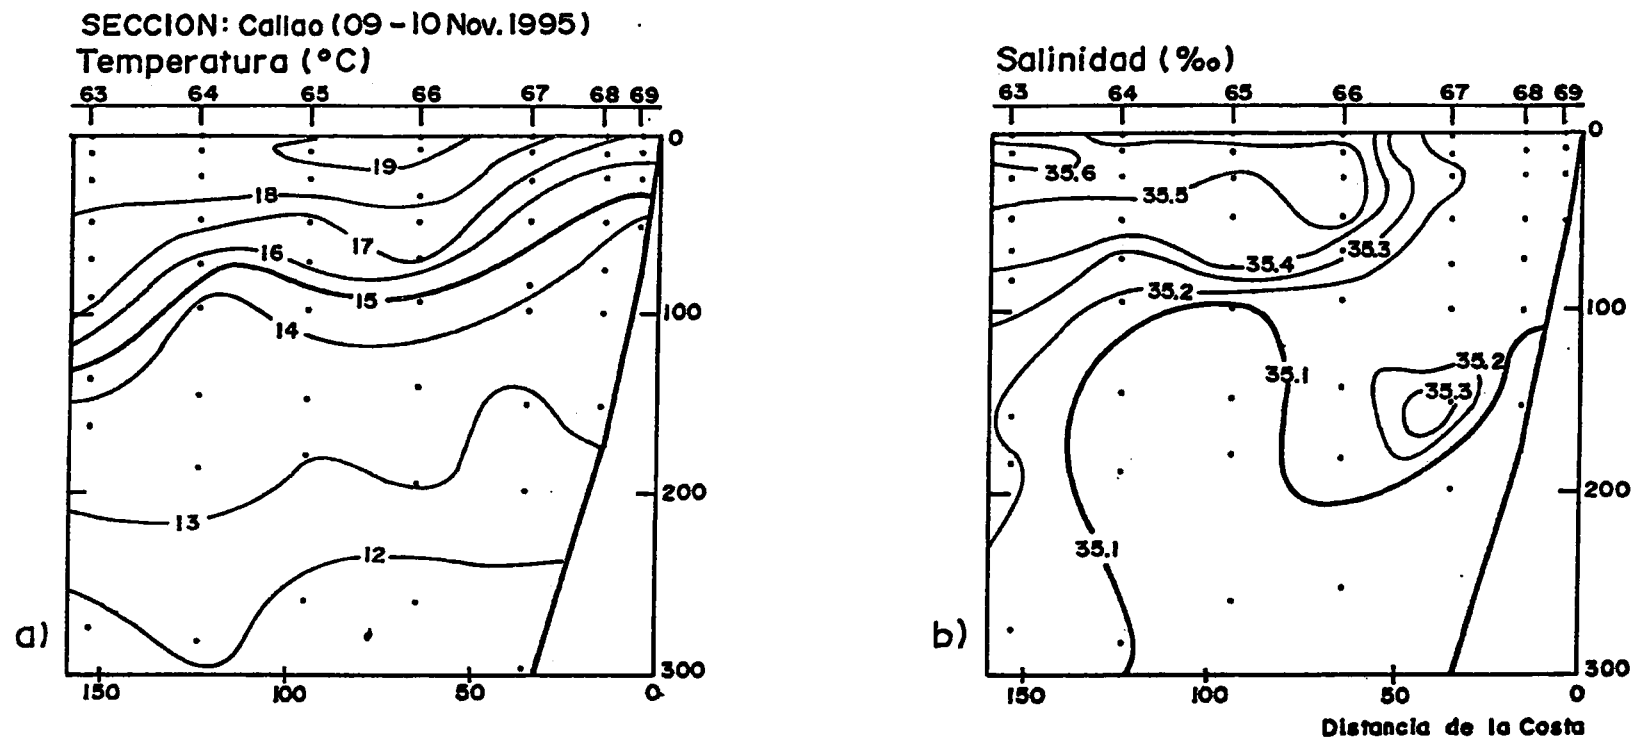 SECCION: Callao (09-10 Nov. 1995)
Temperatura (°C)
63 64 65 66 67 68 69
0
19
18
17
16
15
14
13
12
100
200
300
150 100 50 0
a)
Salinidad (‰)
63 64 65 66 67 68 69
0
35.6
35.5
35.4
35.3
35.2
35.1
35.2
35.3
35.1
100
200
300
150 100 50 0
b)
Distancia de la Costa